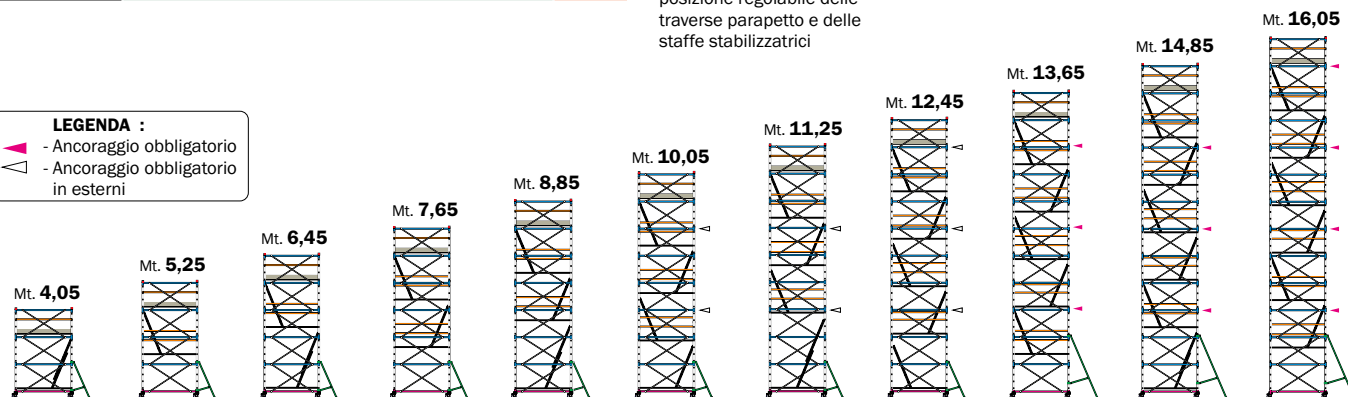 posizione regolabile delle
traverse parapetto e delle
staffe stabilizzatrici
LEGENDA :
- Ancoraggio obbligatorio
- Ancoraggio obbligatorio
in esterni
Mt. 4,05
Mt. 5,25
Mt. 6,45
Mt. 7,65
Mt. 8,85
Mt. 10,05
Mt. 11,25
Mt. 12,45
Mt. 13,65
Mt. 14,85
Mt. 16,05